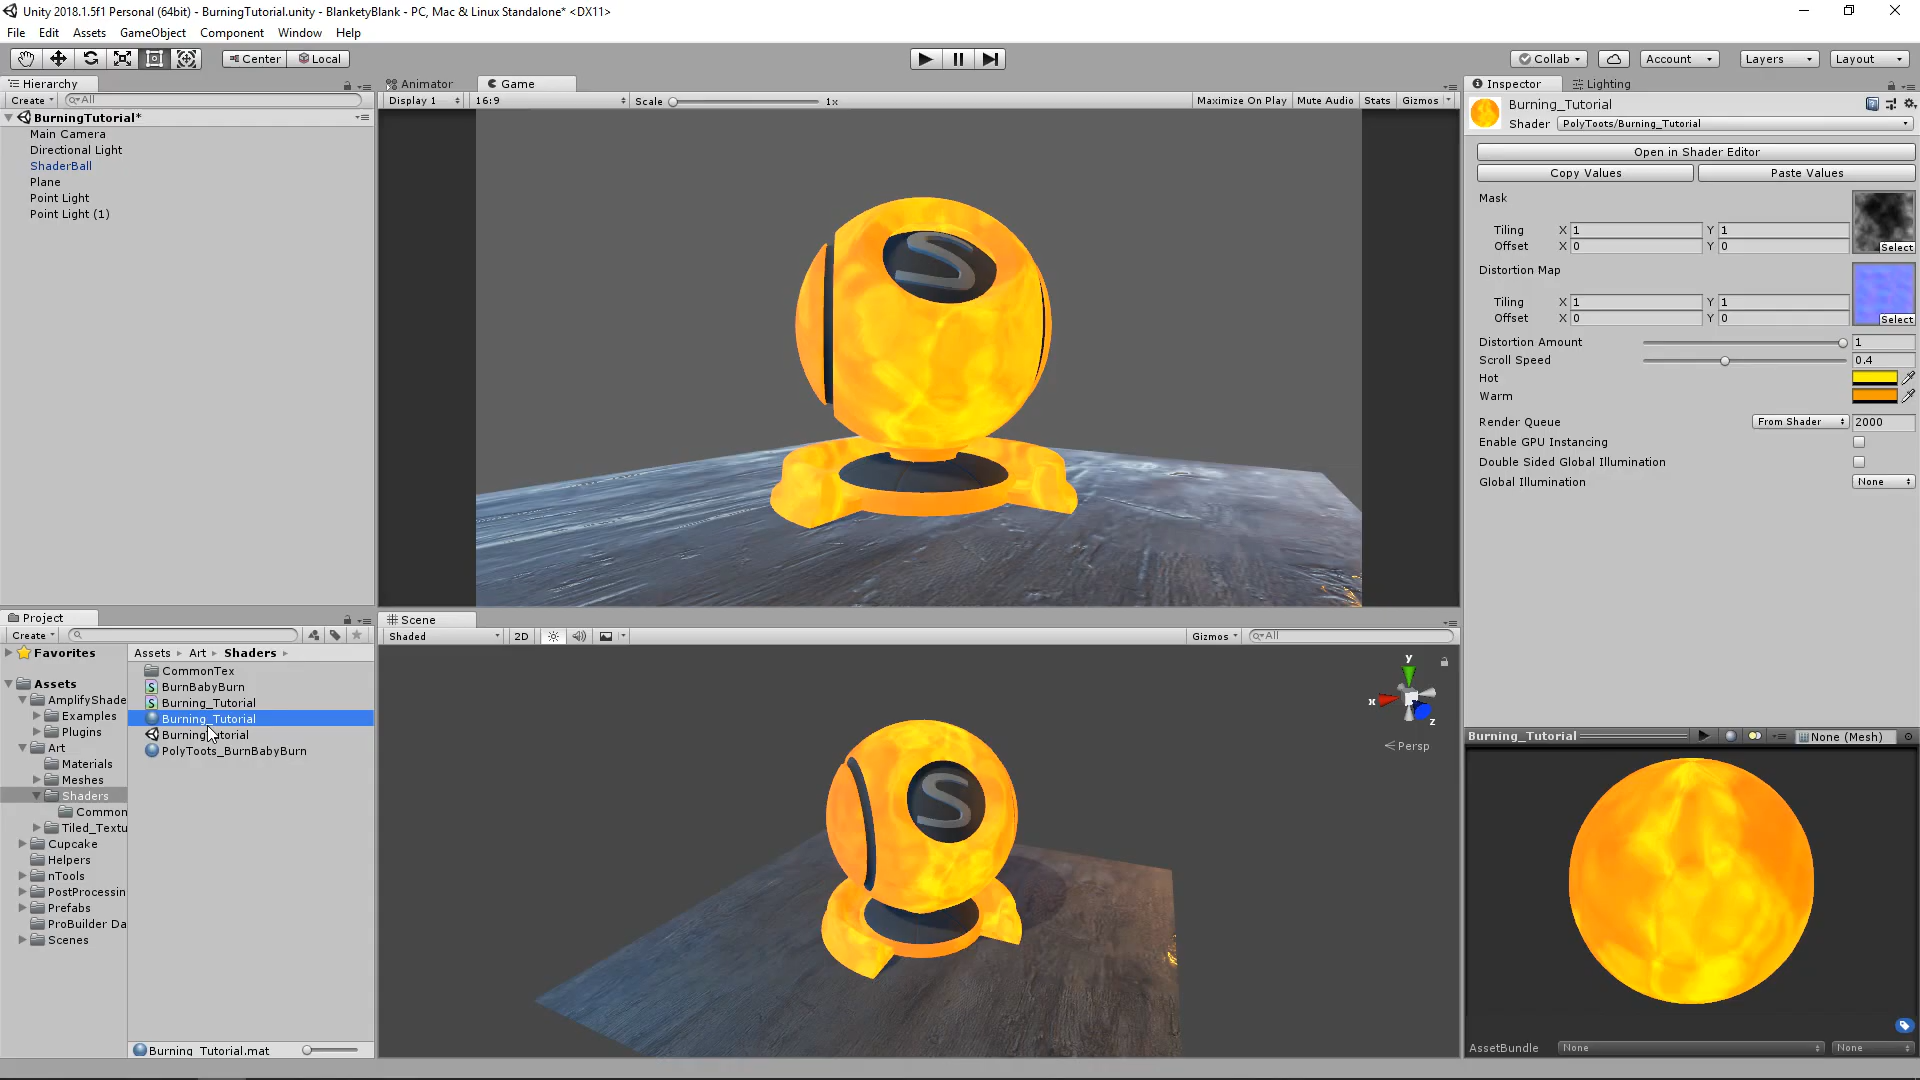 Unity 2018.1.5f1 Personal (64bit) - BurningTutorial.unity - BlanketyBlank - PC, Mac & Linux Standalone* <DX11>
File Edit Assets GameObject Component Window Help
Center Local Collab Account Layers Layout
Hierarchy
Create All
BurningTutorial*
Main Camera
Directional Light
ShaderBall
Plane
Point Light
Point Light (1)
Animator Game
Display 1 16:9 Scale 1x Maximize On Play Mute Audio Stats Gizmos
S
Inspector Lighting
Burning_Tutorial
Shader PolyToots/Burning_Tutorial
Open in Shader Editor
Copy Values Paste Values
Mask
Tiling X 1 Y 1
Offset X 0 Y 0
Select
Distortion Map
Tiling X 1 Y 1
Offset X 0 Y 0
Select
Distortion Amount 1
Scroll Speed 0.4
Hot
Warm
Render Queue From Shader 2000
Enable GPU Instancing
Double Sided Global Illumination
Global Illumination None
Project
Create
Favorites
Assets
AmplifyShade
Examples
Plugins
Art
Materials
Meshes
Shaders
Common
Tiled_Textu
Cupcake
Helpers
nTools
PostProcessin
Prefabs
ProBuilder Da
Scenes
Assets Art Shaders
CommonTex
BurnBabyBurn
Burning_Tutorial
Burning_Tutorial
PolyToots_BurnBabyBurn
Burning_Tutorial.mat
Scene
Shaded 2D Gizmos All
y
x
z
Persp
S
Burning_Tutorial None (Mesh)
AssetBundle None None